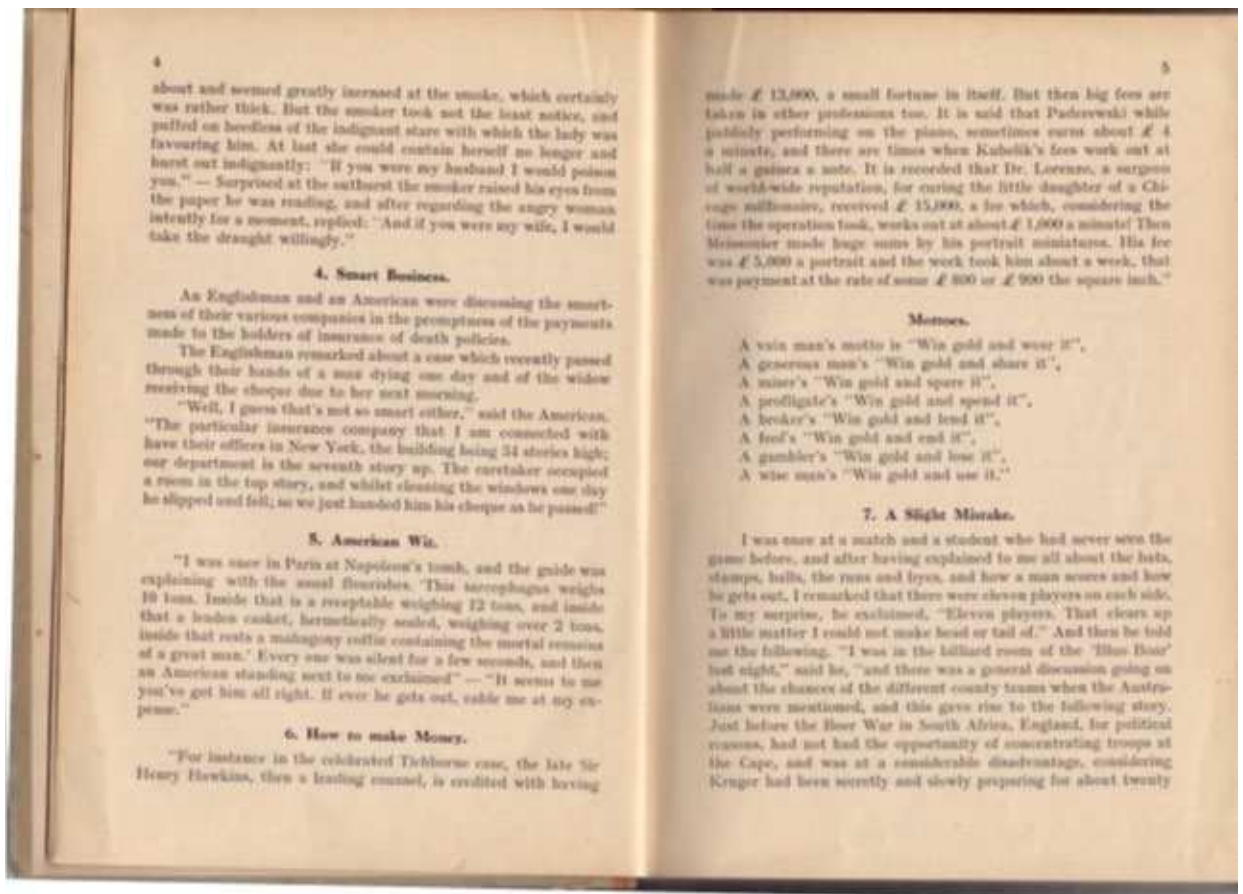 4
about and seemed greatly incensed at the smoke, which certainly
was rather thick. But the smoker took not the least notice, and
puffed on heedless of the indignant stare with which the lady was
favouring him. At last she could contain herself no longer and
burst out indignantly: "If you were my husband I would poison
you." — Surprised at the outburst the smoker raised his eyes from
the paper he was reading, and after regarding the angry woman
intently for a moment, replied: "And if you were my wife, I would
take the draught willingly."
4. Smart Business.
An Englishman and an American were discussing the smart-
ness of their various companies in the promptness of the payments
made to the holders of insurance of death policies.
The Englishman remarked about a case which recently passed
through their hands of a man dying one day and of the widow
receiving the cheque due to her next morning.
"Well, I guess that's not so smart either," said the American.
"The particular insurance company that I am connected with
have their offices in New York, the building being 34 stories high;
our department is the seventh story up. The caretaker occupied
a room in the top story, and whilst cleaning the windows one day
he slipped and fell; so we just handed him his cheque as he passed!"
5. American Wit.
"I was once in Paris at Napoleon's tomb, and the guide was
explaining with the usual flourishes. 'This sarcophagus weighs
10 tons. Inside that is a receptable weighing 12 tons, and inside
that a leaden casket, hermetically sealed, weighing over 2 tons,
inside that rests a mahogany coffin containing the mortal remains
of a great man.' Every one was silent for a few seconds, and then
an American standing next to me exclaimed" — "It seems to me
you've got him all right. If ever he gets out, cable me at my ex-
pense."
6. How to make Money.
"For instance in the celebrated Tichborne case, the late Sir
Henry Hawkins, then a leading counsel, is credited with having
5
made £ 13,000, a small fortune in itself. But then big fees are
taken in other professions too. It is said that Paderewski while
publicly performing on the piano, sometimes earns about £ 4
a minute, and there are times when Kubelik's fees work out at
half a guinea a note. It is recorded that Dr. Lorenze, a surgeon
of world-wide reputation, for curing the little daughter of a Chi-
cago millionaire, received £ 15,000, a fee which, considering the
time the operation took, works out at about £ 1,000 a minute! Then
Meissonier made huge sums by his portrait miniatures. His fee
was £ 5,000 a portrait and the work took him about a week, that
was payment at the rate of some £ 800 or £ 900 the square inch."
Mottoes.
A vain man's motto is "Win gold and wear it",
A generous man's "Win gold and share it",
A miser's "Win gold and spare it",
A profligate's "Win gold and spend it",
A broker's "Win gold and lend it",
A fool's "Win gold and end it",
A gambler's "Win gold and lose it",
A wise man's "Win gold and use it."
7. A Slight Mistake.
I was once at a match and a student who had never seen the
game before, and after having explained to me all about the bats,
stumps, balls, the runs and byes, and how a man scores and how
he gets out, I remarked that there were eleven players on each side.
To my surprise, he exclaimed, "Eleven players. That clears up
a little matter I could not make head or tail of." And then he told
me the following. "I was in the billiard room of the 'Blue Boar'
last night," said he, "and there was a general discussion going on
about the chances of the different county teams when the Austra-
lians were mentioned, and this gave rise to the following story.
Just before the Boer War in South Africa, England, for political
reasons, had not had the opportunity of concentrating troops at
the Cape, and was at a considerable disadvantage, considering
Kruger had been secretly and slowly preparing for about twenty